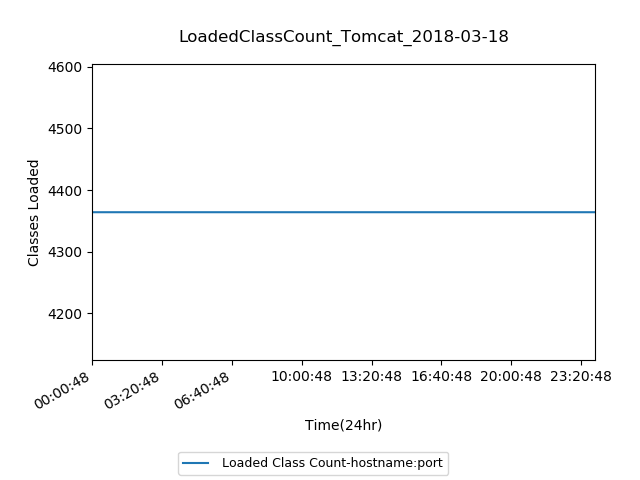 LoadedClassCount_Tomcat_2018-03-18
4600
4500
4400
4300
4200
Classes Loaded
00:00:48 03:20:48 06:40:48 10:00:48 13:20:48 16:40:48 20:00:48 23:20:48
Time(24hr)
Loaded Class Count-hostname:port